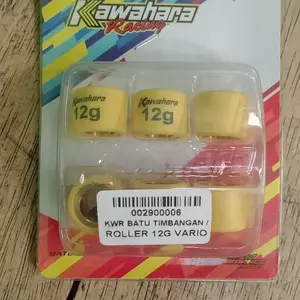 Kawahara
Racing
Kawahara
12g
Kawahara
12g
002900006
KWR BATU TIMBANGAN /
ROLLER 12G VARIO